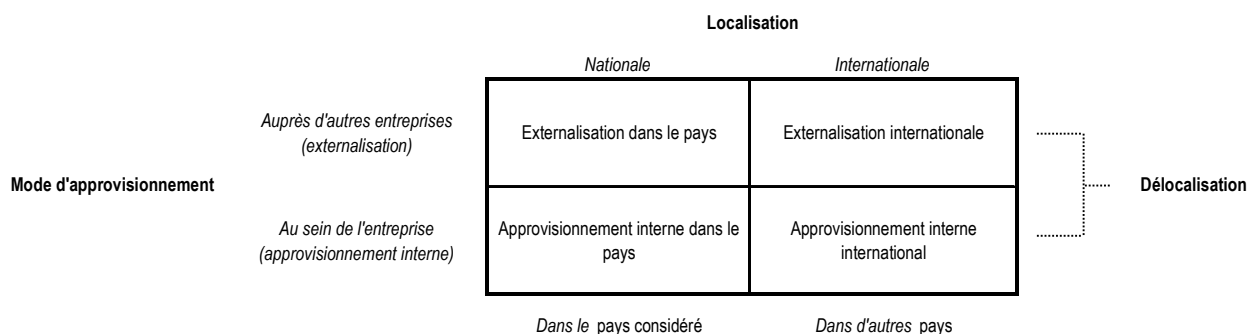 Localisation
Nationale
Internationale
Auprès d'autres entreprises
(externalisation)
Externalisation dans le pays
Externalisation internationale
Mode d'approvisionnement
Délocalisation
Au sein de l'entreprise
(approvisionnement interne)
Approvisionnement interne dans le
pays
Approvisionnement interne
international
Dans le pays considéré
Dans d'autres pays